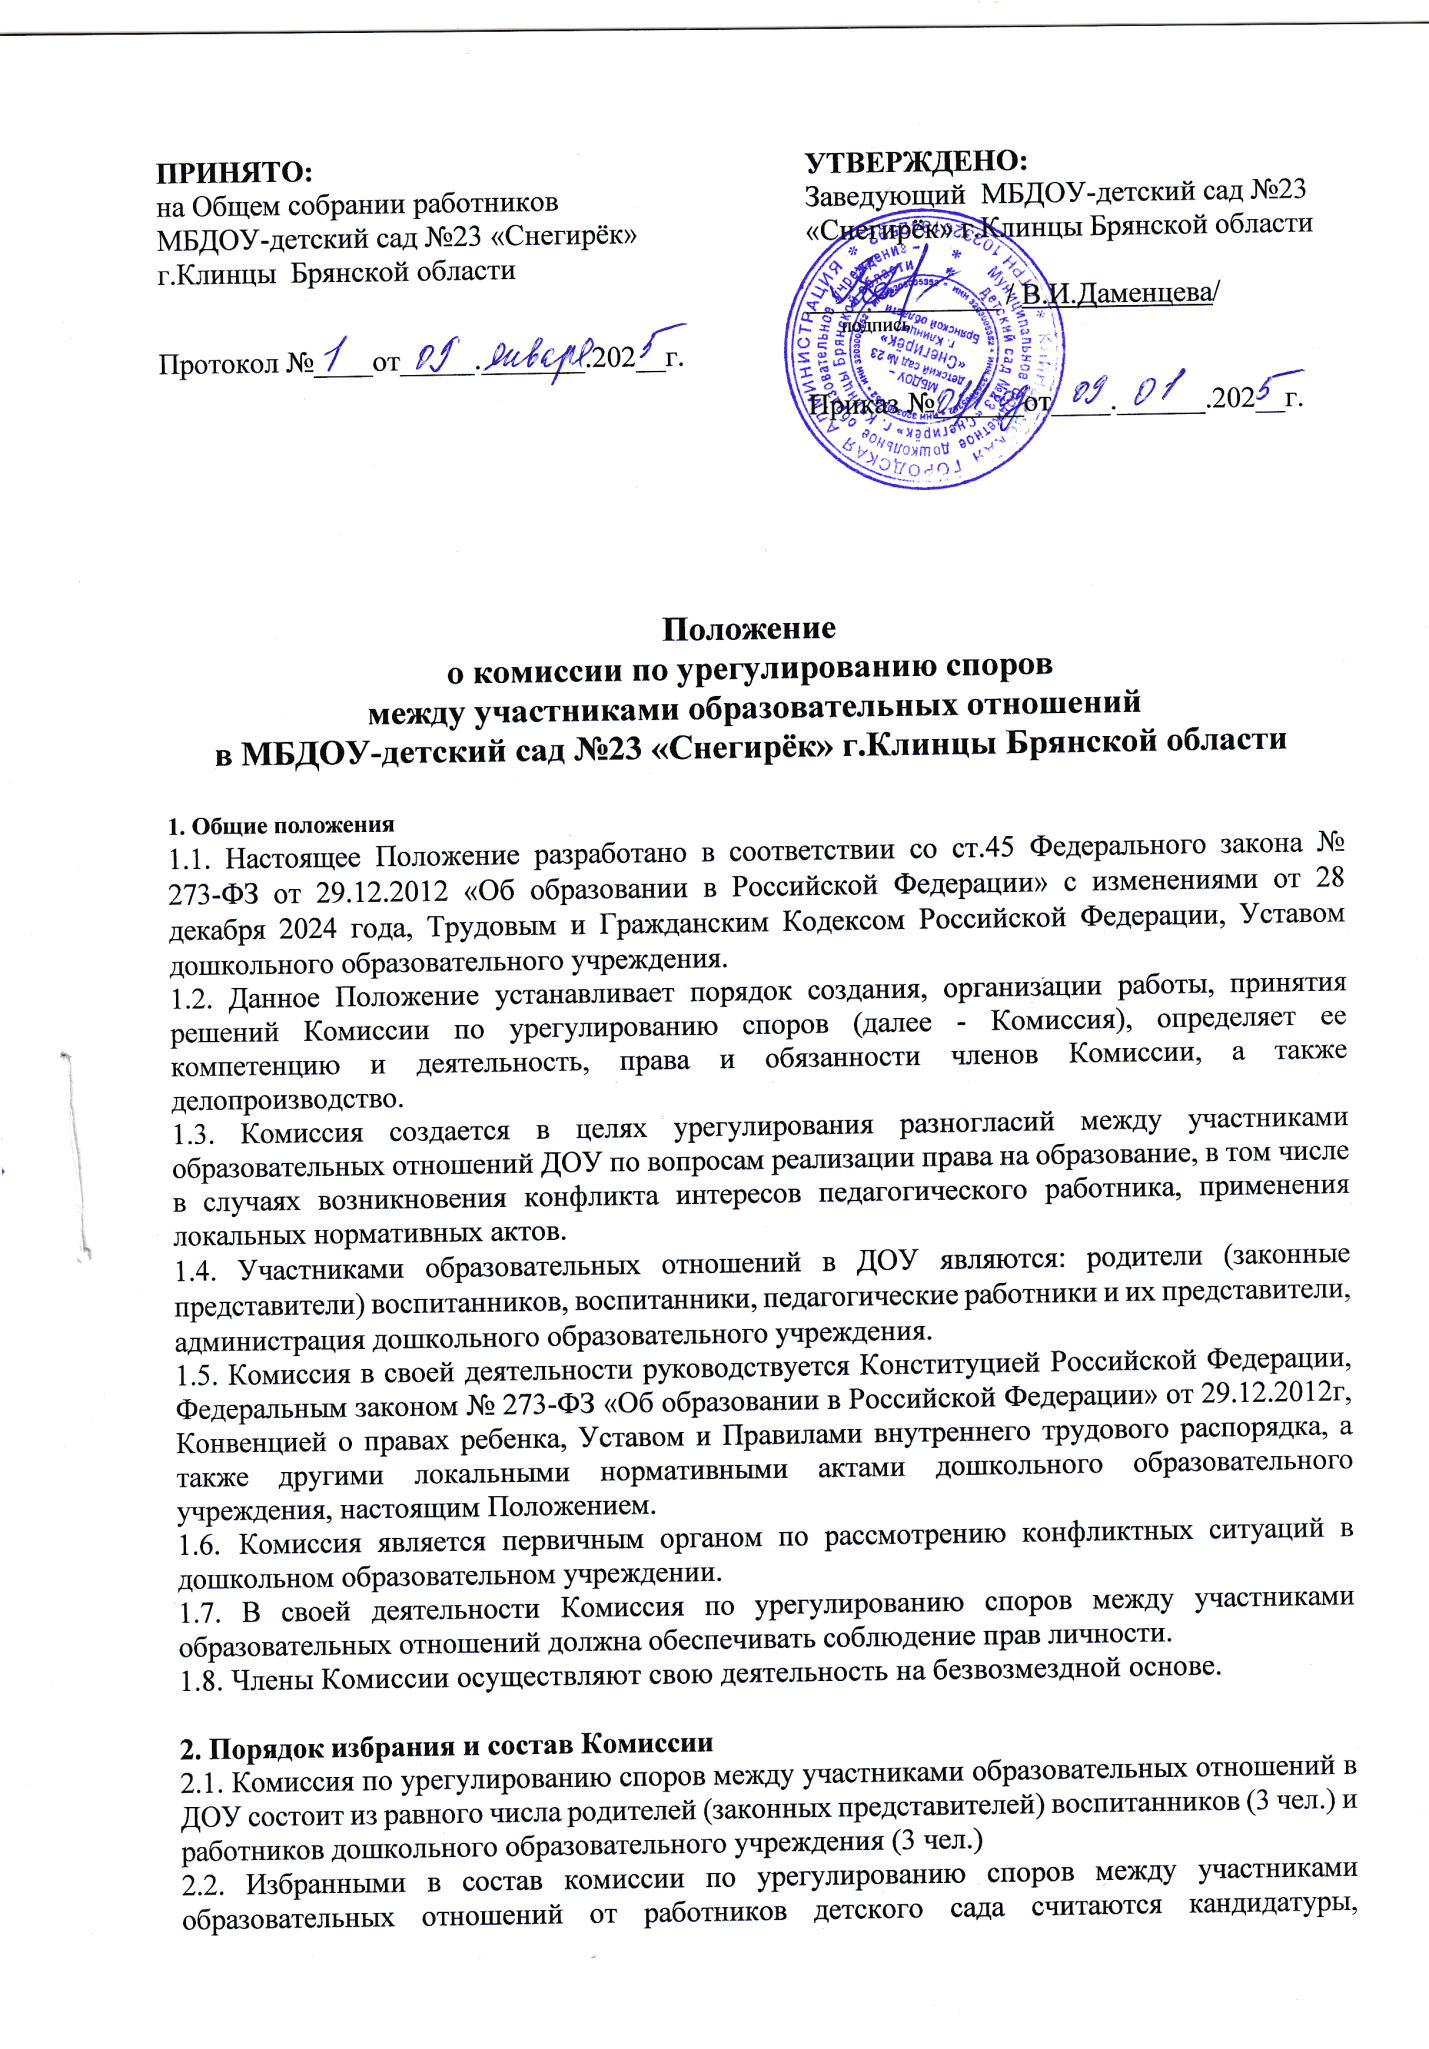 ПРИНЯТО:
на Общем собрании работников
МБДОУ-детский сад №23 «Снегирёк»
г.Клинцы Брянской области
Протокол № 1 от 09 . января .2025 г.
УТВЕРЖДЕНО:
Заведующий МБДОУ-детский сад №23
«Снегирёк» г.Клинцы Брянской области
/ В.И.Даменцева/
подпись
Приказ № от 09 . 01 .2025 г.
МБДОУ –
детский сад № 23
«Снегирёк»
г. Клинцы
Брянской области
Положение
о комиссии по урегулированию споров
между участниками образовательных отношений
в МБДОУ-детский сад №23 «Снегирёк» г.Клинцы Брянской области
1. Общие положения
1.1. Настоящее Положение разработано в соответствии со ст.45 Федерального закона №
273-ФЗ от 29.12.2012 «Об образовании в Российской Федерации» с изменениями от 28
декабря 2024 года, Трудовым и Гражданским Кодексом Российской Федерации, Уставом
дошкольного образовательного учреждения.
1.2. Данное Положение устанавливает порядок создания, организации работы, принятия
решений Комиссии по урегулированию споров (далее - Комиссия), определяет ее
компетенцию и деятельность, права и обязанности членов Комиссии, а также
делопроизводство.
1.3. Комиссия создается в целях урегулирования разногласий между участниками
образовательных отношений ДОУ по вопросам реализации права на образование, в том числе
в случаях возникновения конфликта интересов педагогического работника, применения
локальных нормативных актов.
1.4. Участниками образовательных отношений в ДОУ являются: родители (законные
представители) воспитанников, воспитанники, педагогические работники и их представители,
администрация дошкольного образовательного учреждения.
1.5. Комиссия в своей деятельности руководствуется Конституцией Российской Федерации,
Федеральным законом № 273-ФЗ «Об образовании в Российской Федерации» от 29.12.2012г,
Конвенцией о правах ребенка, Уставом и Правилами внутреннего трудового распорядка, а
также другими локальными нормативными актами дошкольного образовательного
учреждения, настоящим Положением.
1.6. Комиссия является первичным органом по рассмотрению конфликтных ситуаций в
дошкольном образовательном учреждении.
1.7. В своей деятельности Комиссия по урегулированию споров между участниками
образовательных отношений должна обеспечивать соблюдение прав личности.
1.8. Члены Комиссии осуществляют свою деятельность на безвозмездной основе.
2. Порядок избрания и состав Комиссии
2.1. Комиссия по урегулированию споров между участниками образовательных отношений в
ДОУ состоит из равного числа родителей (законных представителей) воспитанников (3 чел.) и
работников дошкольного образовательного учреждения (3 чел.)
2.2. Избранными в состав комиссии по урегулированию споров между участниками
образовательных отношений от работников детского сада считаются кандидатуры,